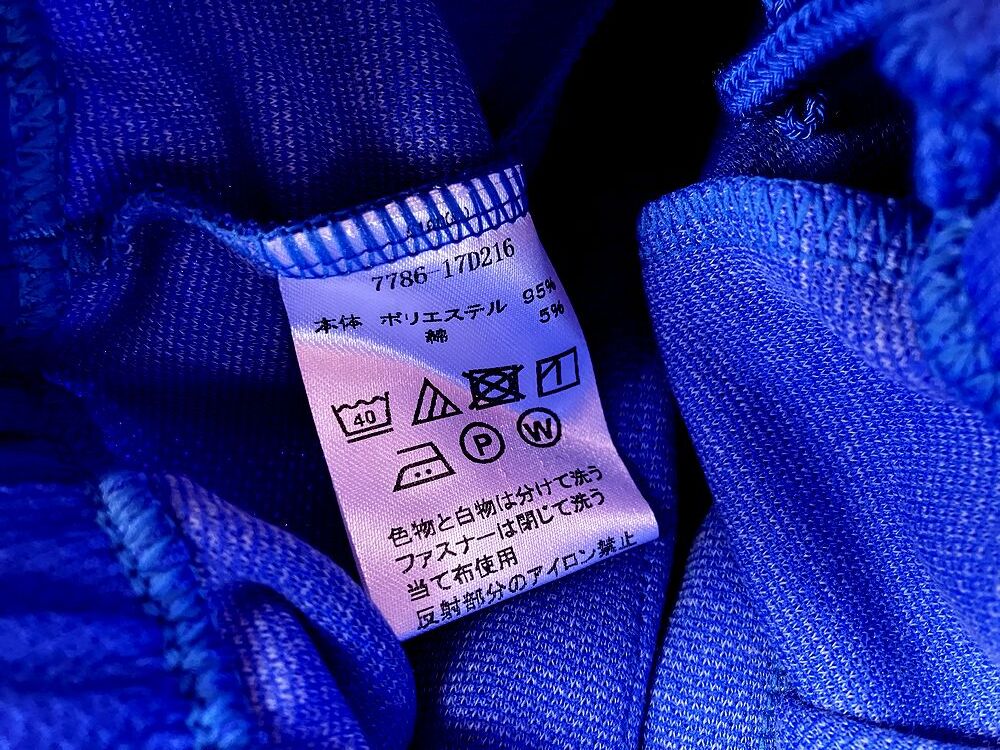 7786-17D216
本体 ポリエステル 95%
綿 5%
40
P W
色物と白物は分けて洗う
ファスナーは閉じて洗う
当て布使用
反射部分のアイロン禁止